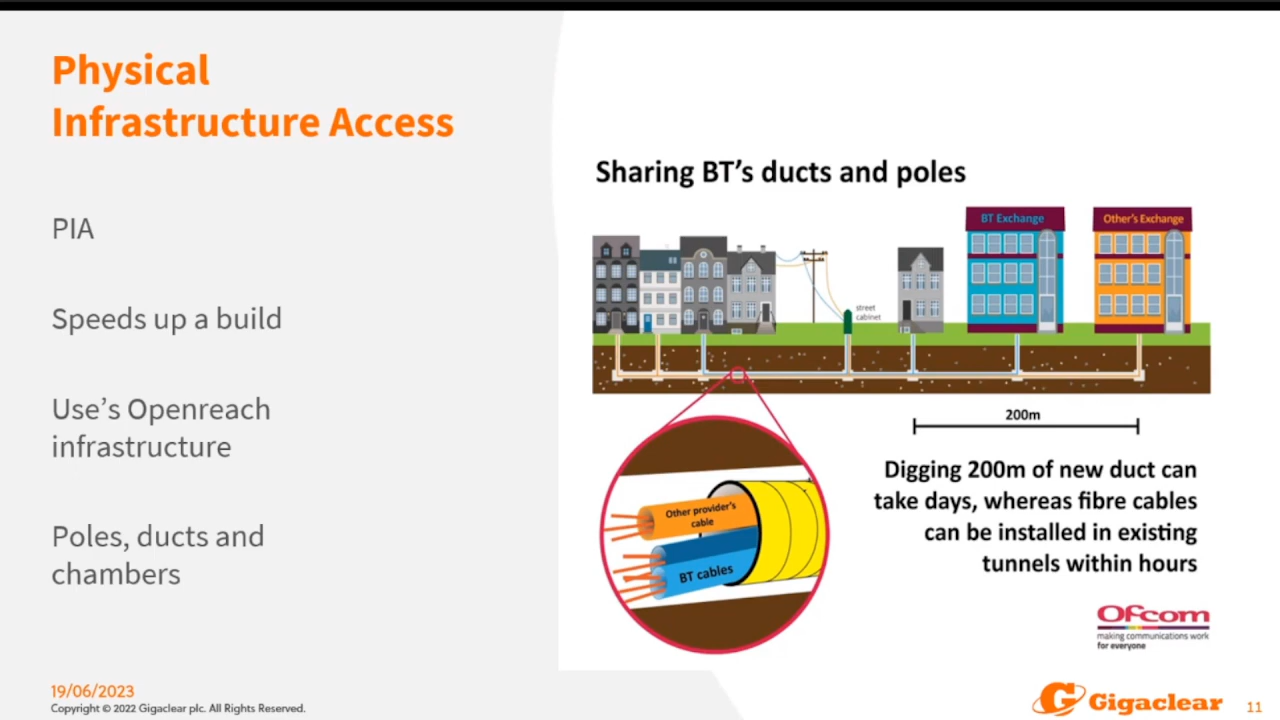 Physical
Infrastructure Access
PIA
Speeds up a build
Use’s Openreach
infrastructure
Poles, ducts and
chambers
Sharing BT’s ducts and poles
BT Exchange
Other's Exchange
street
cabinet
200m
Other provider's
cable
BT cables
Digging 200m of new duct can
take days, whereas fibre cables
can be installed in existing
tunnels within hours
Ofcom
making communications work
for everyone
19/06/2023
Copyright © 2022 Gigaclear plc. All Rights Reserved.
Gigaclear
11